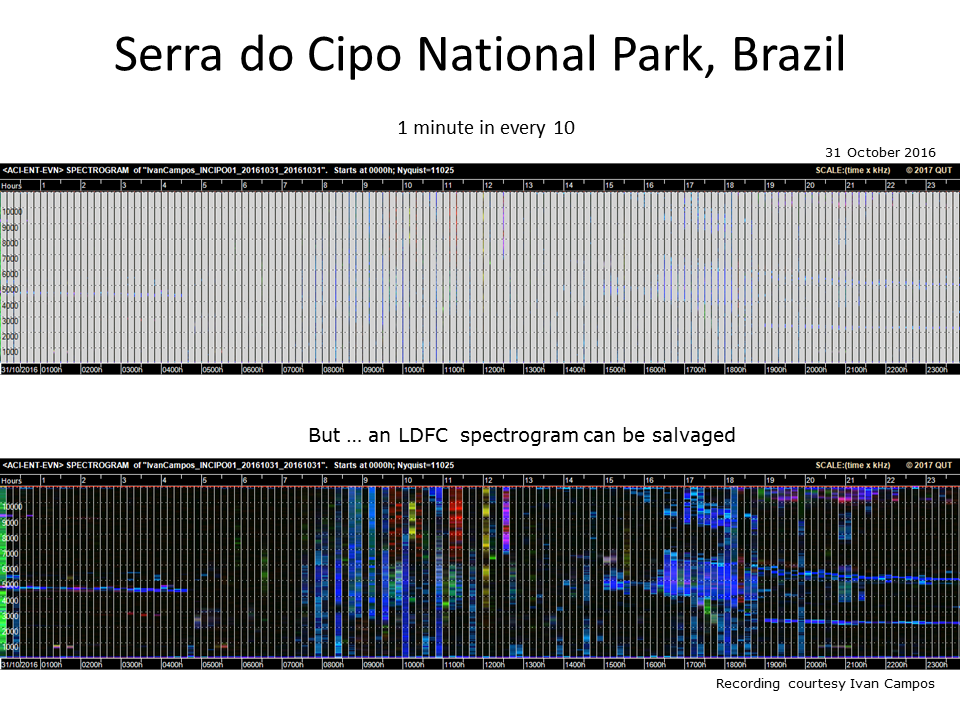 Serra do Cipo National Park, Brazil
1 minute in every 10
31 October 2016
<ACI-ENT-EVN> SPECTROGRAM of "IvanCampos_INCIPO01_20161031_20161031". Starts at 0000h; Nyquist=11025 SCALE:(time x kHz) © 2017 QUT
Hours 1 2 3 4 5 6 7 8 9 10 11 12 13 14 15 16 17 18 19 20 21 22 23
10000
9000
8000
7000
6000
5000
4000
3000
2000
1000
31/10/2016 0100h 0200h 0300h 0400h 0500h 0600h 0700h 0800h 0900h 1000h 1100h 1200h 1300h 1400h 1500h 1600h 1700h 1800h 1900h 2000h 2100h 2200h 2300h
But … an LDFC spectrogram can be salvaged
<ACI-ENT-EVN> SPECTROGRAM of "IvanCampos_INCIPO01_20161031_20161031". Starts at 0000h; Nyquist=11025 SCALE:(time x kHz) © 2017 QUT
Hours 1 2 3 4 5 6 7 8 9 10 11 12 13 14 15 16 17 18 19 20 21 22 23
10000
9000
8000
7000
6000
5000
4000
3000
2000
1000
31/10/2016 0100h 0200h 0300h 0400h 0500h 0600h 0700h 0800h 0900h 1000h 1100h 1200h 1300h 1400h 1500h 1600h 1700h 1800h 1900h 2000h 2100h 2200h 2300h
Recording courtesy Ivan Campos